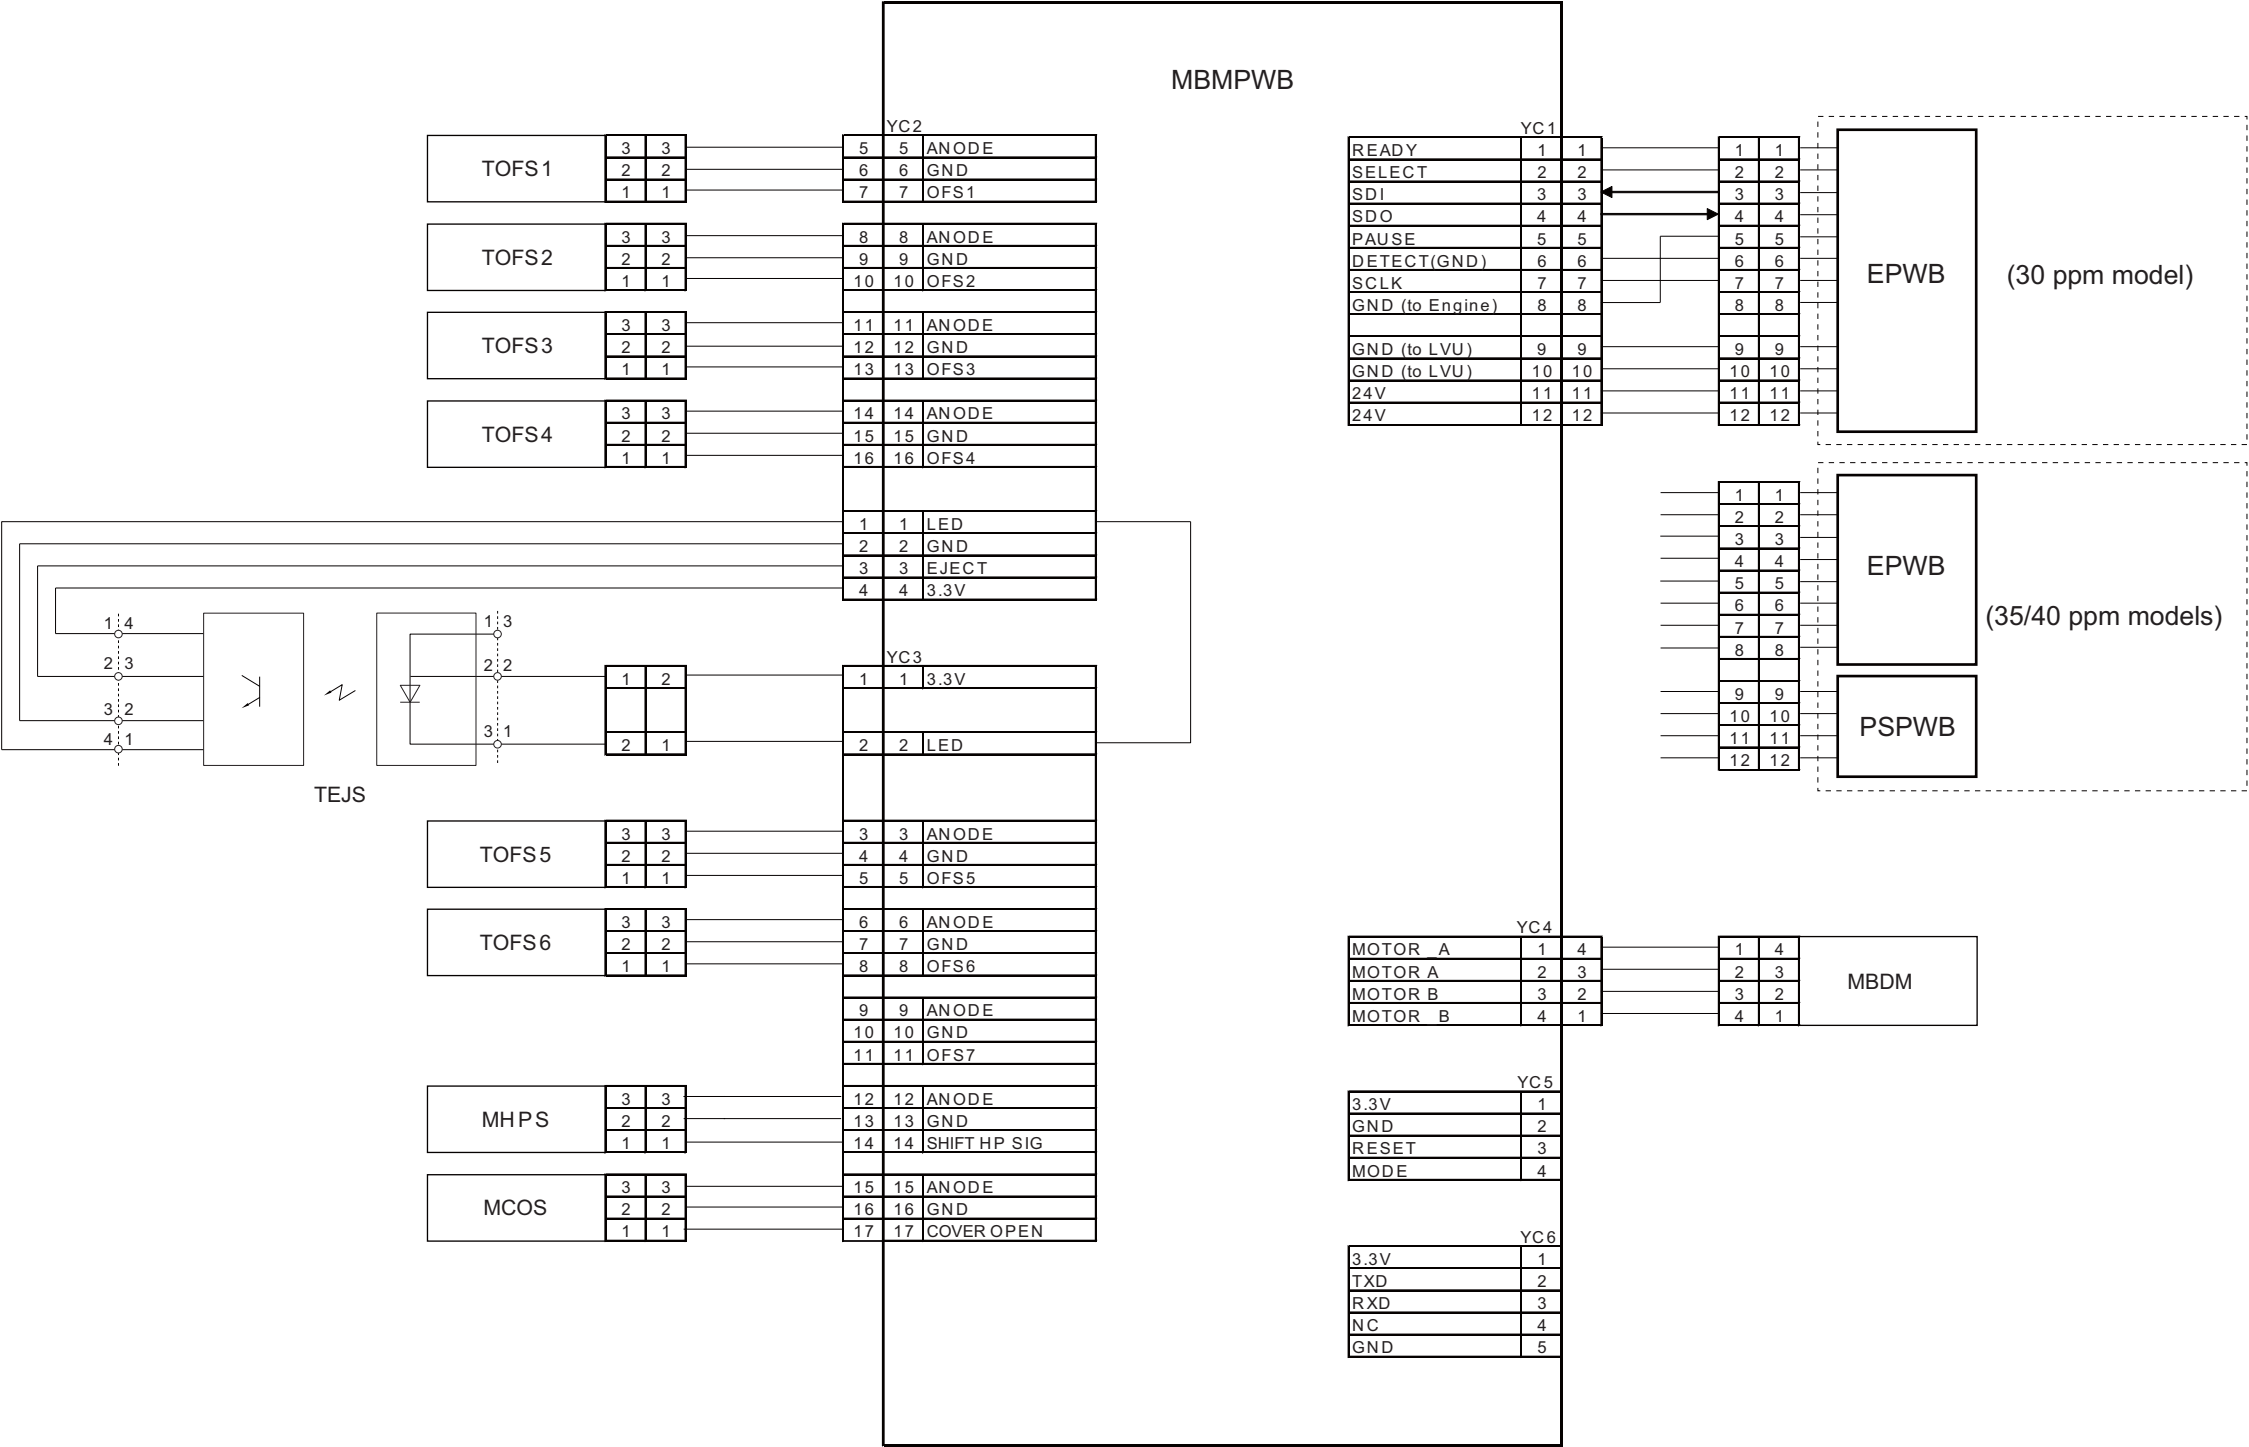 MBMPWB
YC2
TOFS1 3 3 5 5 ANODE
2 2 6 6 GND
1 1 7 7 OFS1
TOFS2 3 3 8 8 ANODE
2 2 9 9 GND
1 1 10 10 OFS2
TOFS3 3 3 11 11 ANODE
2 2 12 12 GND
1 1 13 13 OFS3
TOFS4 3 3 14 14 ANODE
2 2 15 15 GND
1 1 16 16 OFS4
1 1 LED
2 2 GND
3 3 EJECT
4 4 3.3V
1 4
2 3
3 2
4 1
1 3
2 2
3 1
TEJS
YC3
1 2 1 1 3.3V
2 1 2 2 LED
TOFS5 3 3 3 3 ANODE
2 2 4 4 GND
1 1 5 5 OFS5
TOFS6 3 3 6 6 ANODE
2 2 7 7 GND
1 1 8 8 OFS6
9 9 ANODE
10 10 GND
11 11 OFS7
MHPS 3 3 12 12 ANODE
2 2 13 13 GND
1 1 14 14 SHIFT HP SIG
MCOS 3 3 15 15 ANODE
2 2 16 16 GND
1 1 17 17 COVER OPEN
YC1
READY 1 1 1 1
SELECT 2 2 2 2
SDI 3 3 3 3
SDO 4 4 4 4
PAUSE 5 5 5 5
DETECT(GND) 6 6 6 6
SCLK 7 7 7 7
GND (to Engine) 8 8 8 8
GND (to LVU) 9 9 9 9
GND (to LVU) 10 10 10 10
24V 11 11 11 11
24V 12 12 12 12
EPWB
(30 ppm model)
1 1
2 2
3 3
4 4
5 5
6 6
7 7
8 8
9 9
10 10
11 11
12 12
EPWB
(35/40 ppm models)
PSPWB
YC4
MOTOR _A 1 4 1 4
MOTOR A 2 3 2 3
MOTOR B 3 2 3 2
MOTOR B 4 1 4 1
MBDM
YC5
3.3V 1
GND 2
RESET 3
MODE 4
YC6
3.3V 1
TXD 2
RXD 3
NC 4
GND 5